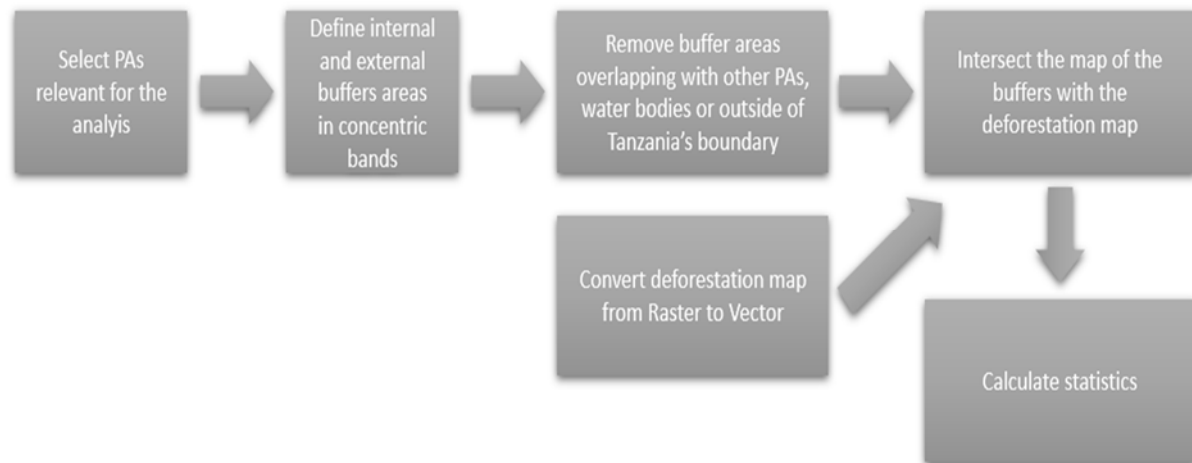 Select PAs
relevant for the
analyis
Define internal
and external
buffers areas
in concentric
bands
Remove buffer areas
overlapping with other PAs,
water bodies or outside of
Tanzania's boundary
Intersect the map of the
buffers with the
deforestation map
Convert deforestation map
from Raster to Vector
Calculate statistics